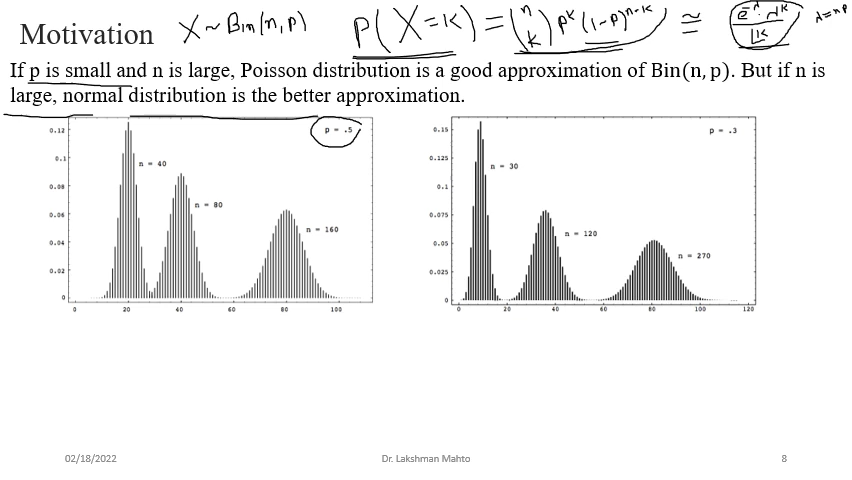 Motivation X ~ Bin(n, p) P(X=k) = (n k) p^k (1-p)^{n-k} ≅ e^{-λ}·λ^k / ⌊k λ=np
If p is small and n is large, Poisson distribution is a good approximation of Bin(n, p). But if n is
large, normal distribution is the better approximation.
0.12
0.1
0.08
0.06
0.04
0.02
0
p = .5
n = 40
n = 80
n = 160
0 20 40 60 80 100
0.15
0.125
0.1
0.075
0.05
0.025
0
p = .3
n = 30
n = 120
n = 270
0 20 40 60 80 100 120
02/18/2022 Dr. Lakshman Mahto 8